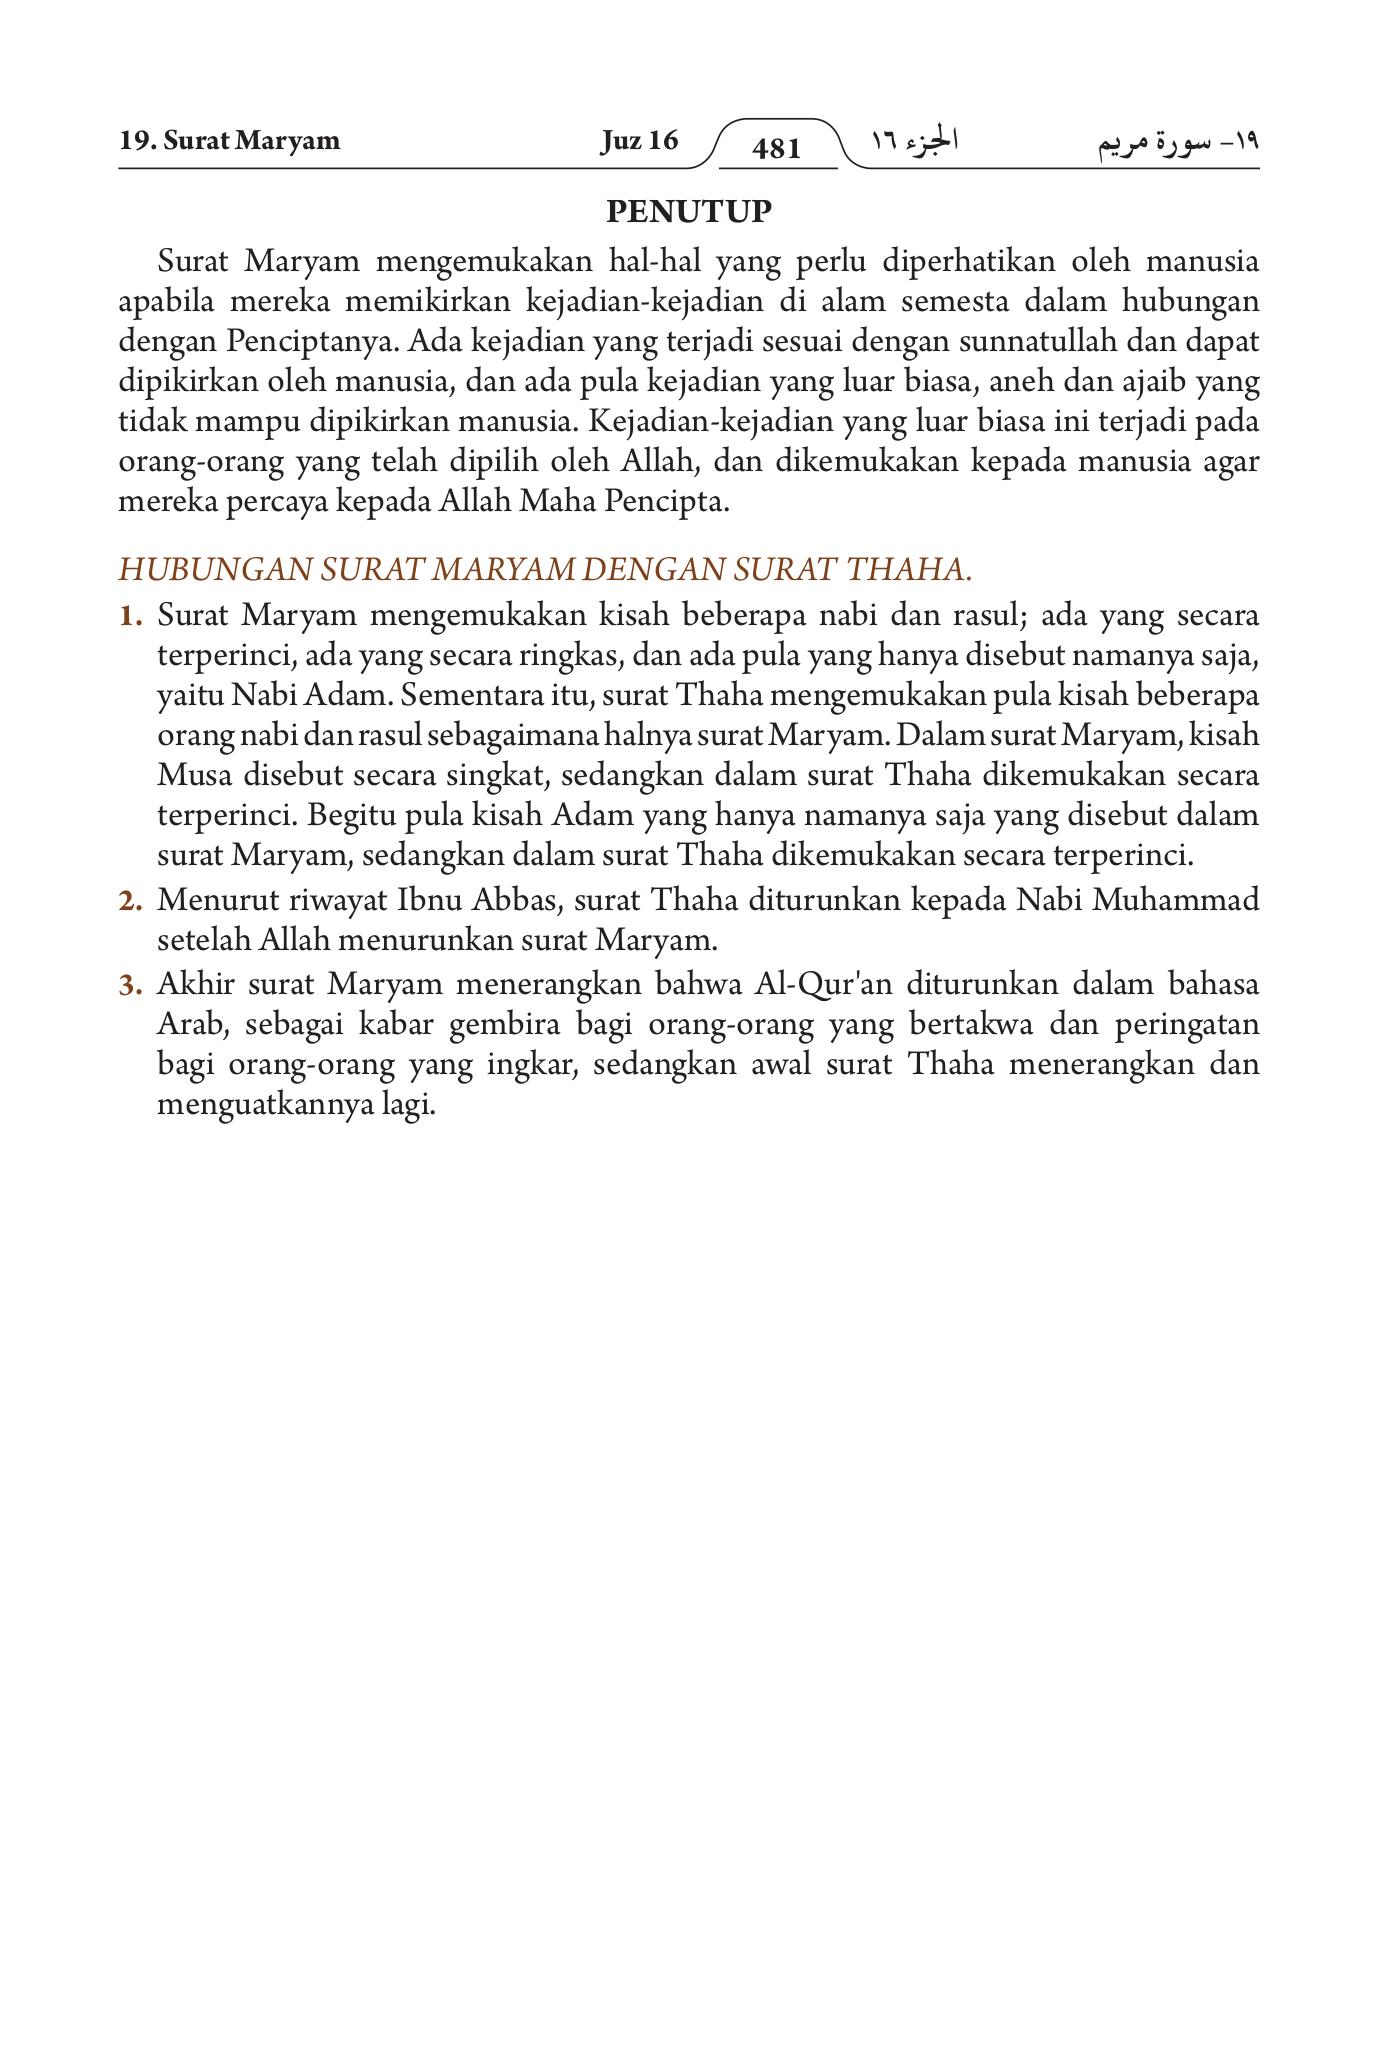 19. Surat Maryam Juz 16 481 الجزء ١٦ ١٩- سورة مريم
PENUTUP
Surat Maryam mengemukakan hal-hal yang perlu diperhatikan oleh manusia
apabila mereka memikirkan kejadian-kejadian di alam semesta dalam hubungan
dengan Penciptanya. Ada kejadian yang terjadi sesuai dengan sunnatullah dan dapat
dipikirkan oleh manusia, dan ada pula kejadian yang luar biasa, aneh dan ajaib yang
tidak mampu dipikirkan manusia. Kejadian-kejadian yang luar biasa ini terjadi pada
orang-orang yang telah dipilih oleh Allah, dan dikemukakan kepada manusia agar
mereka percaya kepada Allah Maha Pencipta.
HUBUNGAN SURAT MARYAM DENGAN SURAT THAHA.
1. Surat Maryam mengemukakan kisah beberapa nabi dan rasul; ada yang secara
terperinci, ada yang secara ringkas, dan ada pula yang hanya disebut namanya saja,
yaitu Nabi Adam. Sementara itu, surat Thaha mengemukakan pula kisah beberapa
orang nabi dan rasul sebagaimana halnya surat Maryam. Dalam surat Maryam, kisah
Musa disebut secara singkat, sedangkan dalam surat Thaha dikemukakan secara
terperinci. Begitu pula kisah Adam yang hanya namanya saja yang disebut dalam
surat Maryam, sedangkan dalam surat Thaha dikemukakan secara terperinci.
2. Menurut riwayat Ibnu Abbas, surat Thaha diturunkan kepada Nabi Muhammad
setelah Allah menurunkan surat Maryam.
3. Akhir surat Maryam menerangkan bahwa Al-Qur'an diturunkan dalam bahasa
Arab, sebagai kabar gembira bagi orang-orang yang bertakwa dan peringatan
bagi orang-orang yang ingkar, sedangkan awal surat Thaha menerangkan dan
menguatkannya lagi.